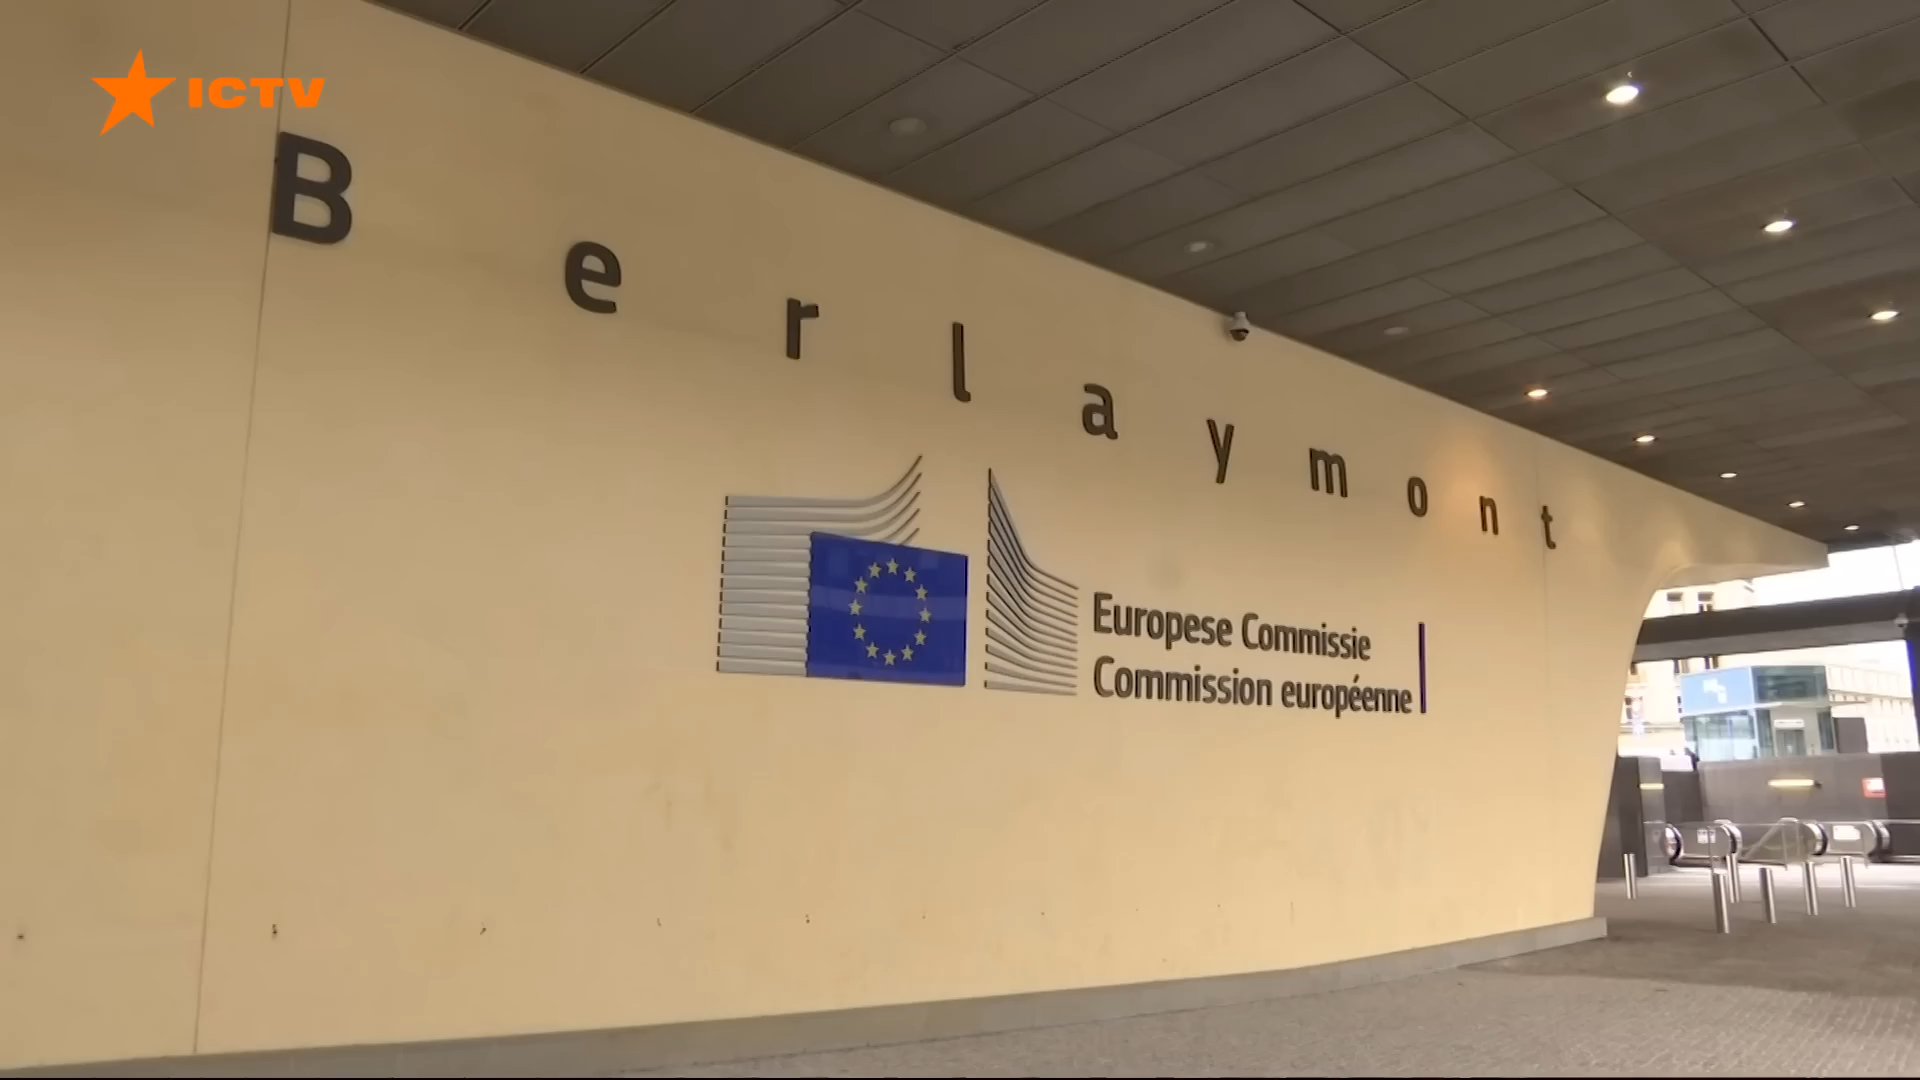 ICTV
Berlaymont
Europese Commissie
Commission européenne